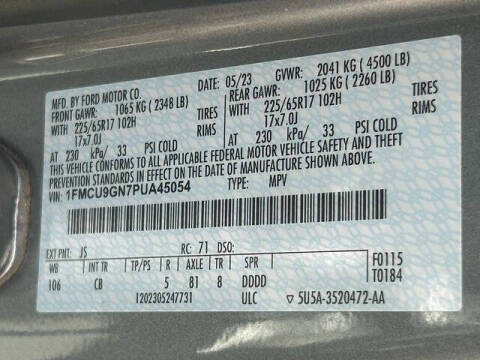 MFD. BY FORD MOTOR CO. DATE: 05/23 GVWR: 2041 KG ( 4500 LB)
FRONT GAWR: 1065 KG ( 2348 LB) REAR GAWR: 1025 KG ( 2260 LB)
WITH 225/65R17 102H TIRES WITH 225/65R17 102H TIRES
17x7.0J RIMS 17x7.0J RIMS
AT 230 kPa/ 33 PSI COLD AT 230 kPa/ 33 PSI COLD
THIS VEHICLE CONFORMS TO ALL APPLICABLE FEDERAL MOTOR VEHICLE SAFETY AND THEFT
PREVENTION STANDARDS IN EFFECT ON THE DATE OF MANUFACTURE SHOWN ABOVE.
VIN: 1FMCU9GN7PUA45054 TYPE: MPV
EXT PNT: JS RC: 71 DSO: F0115
WB INT TR TP/PS R AXLE TR SPR T0184
106 CB 5 81 8 DDDD
1202305247731 ULC 5U5A-3520472-AA